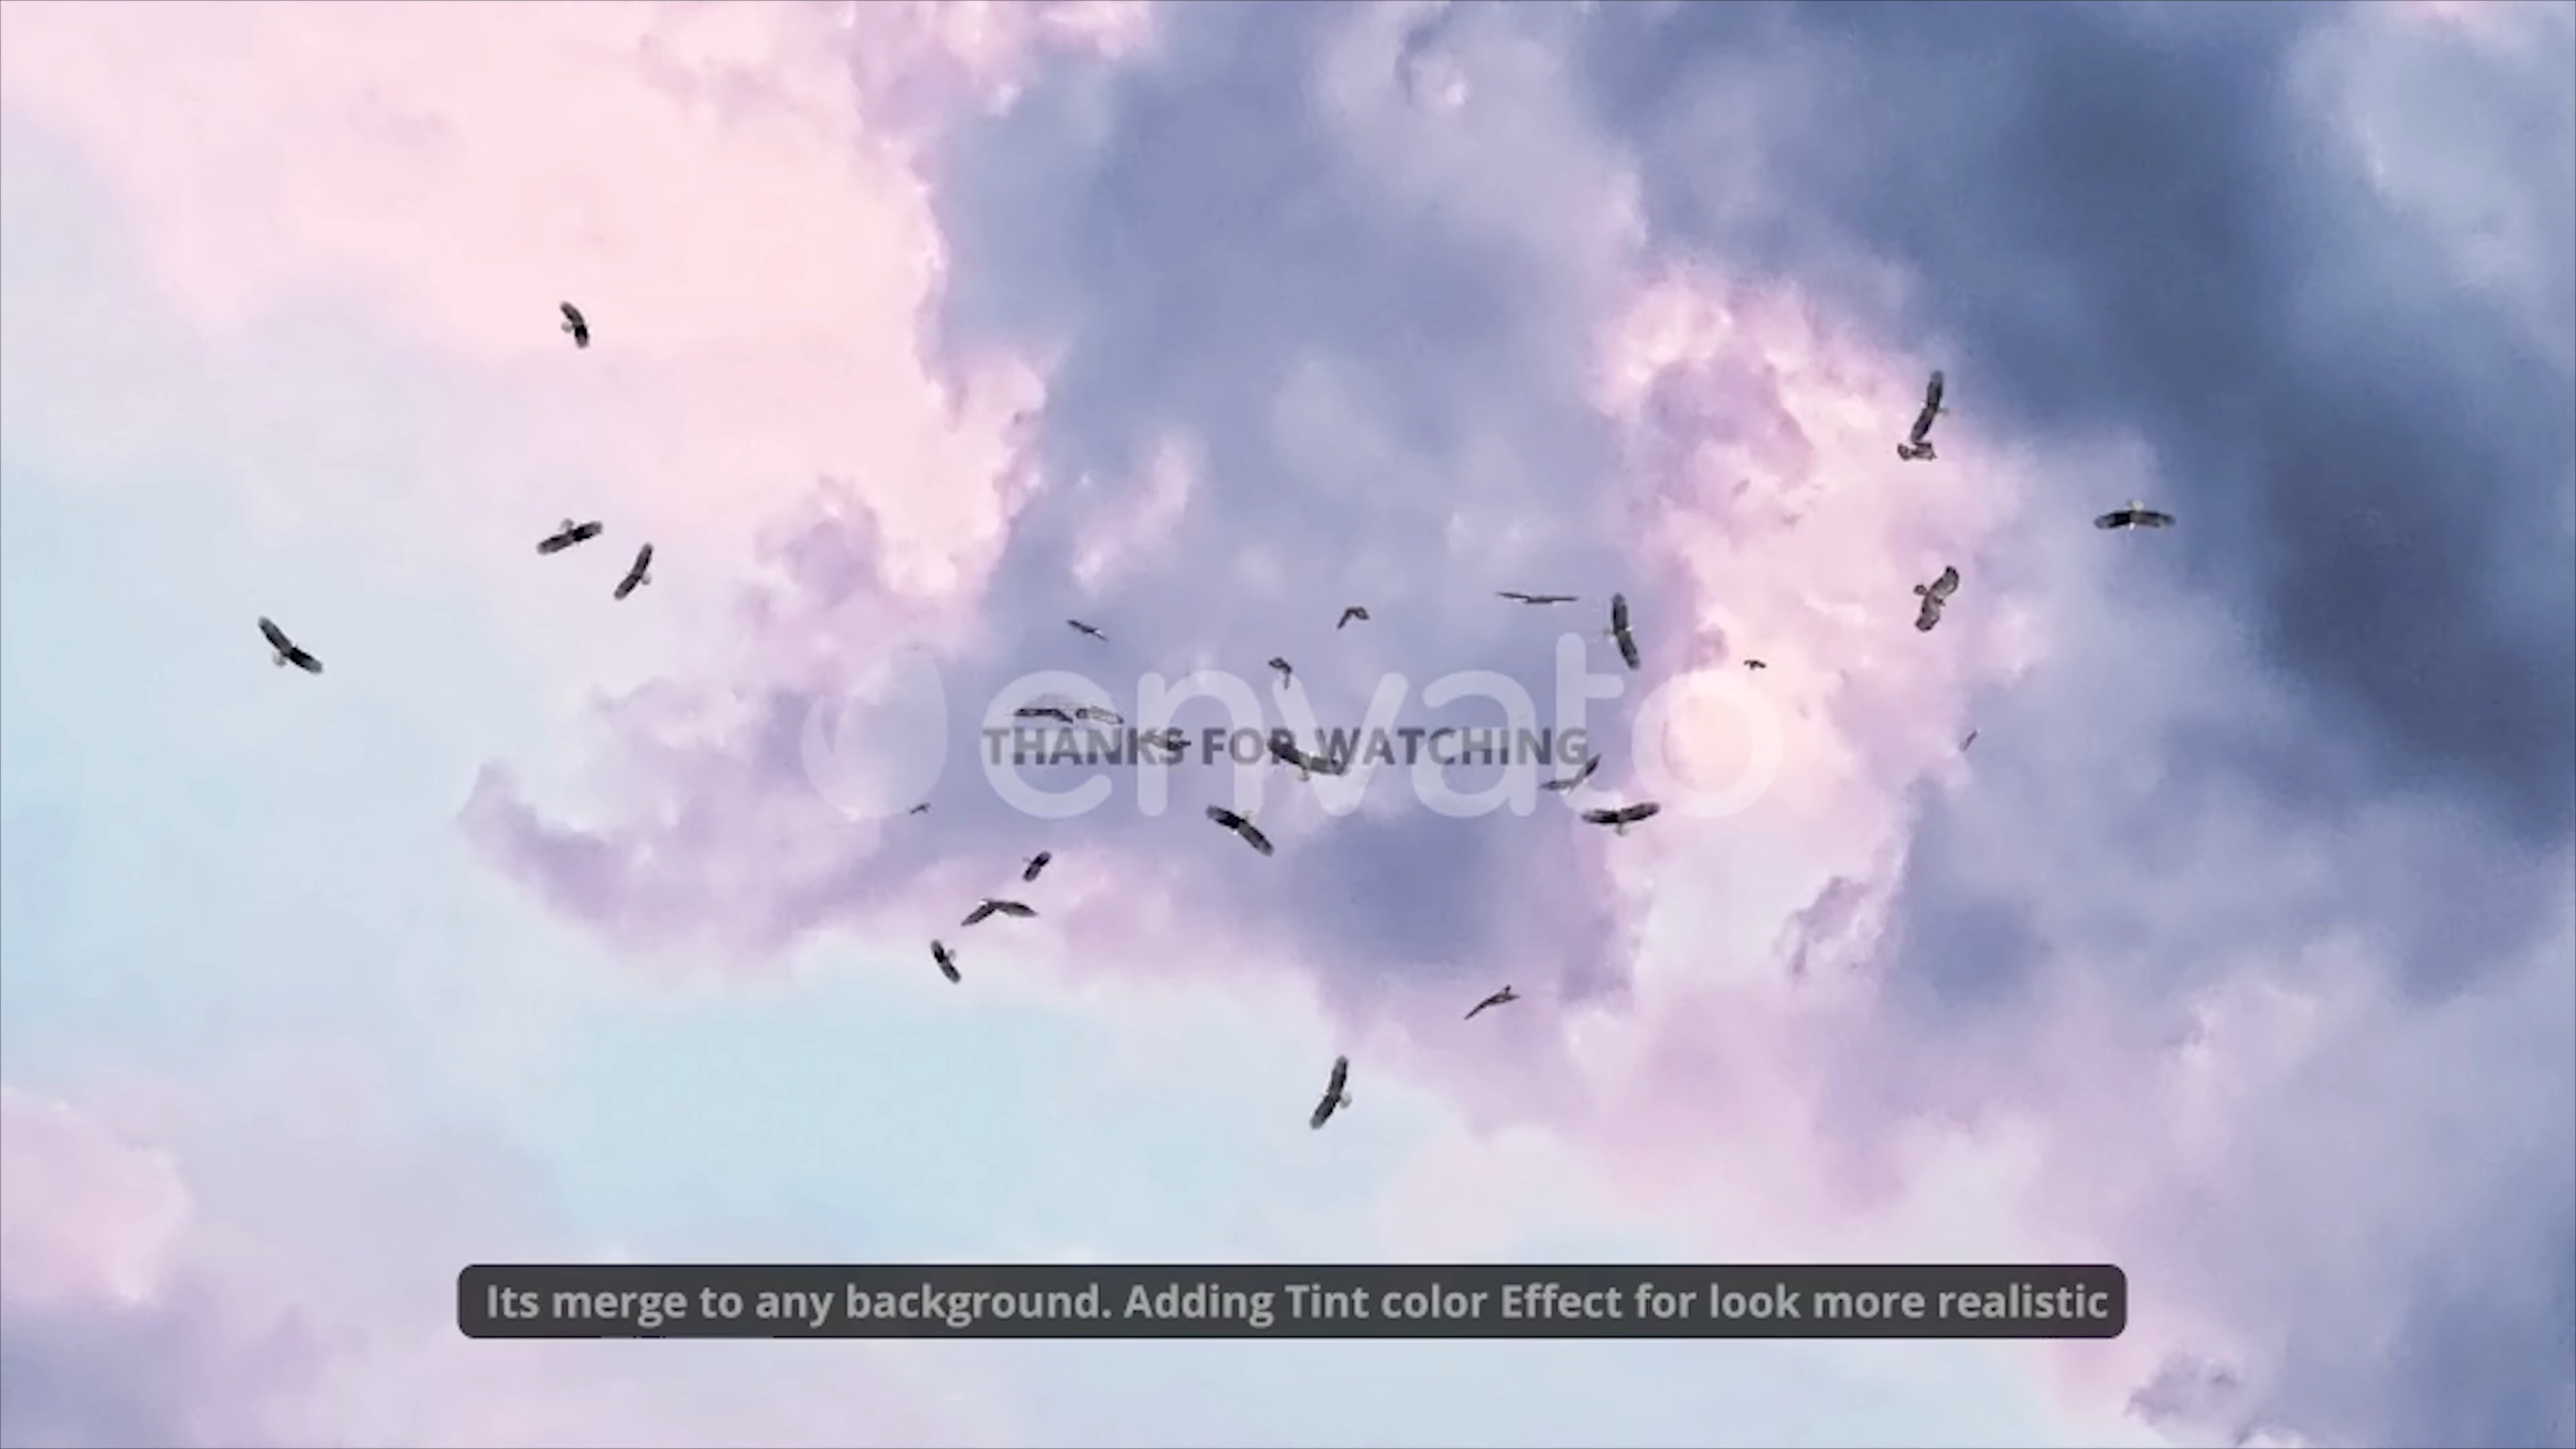 envato
THANKS FOR WATCHING
Its merge to any background. Adding Tint color Effect for look more realistic